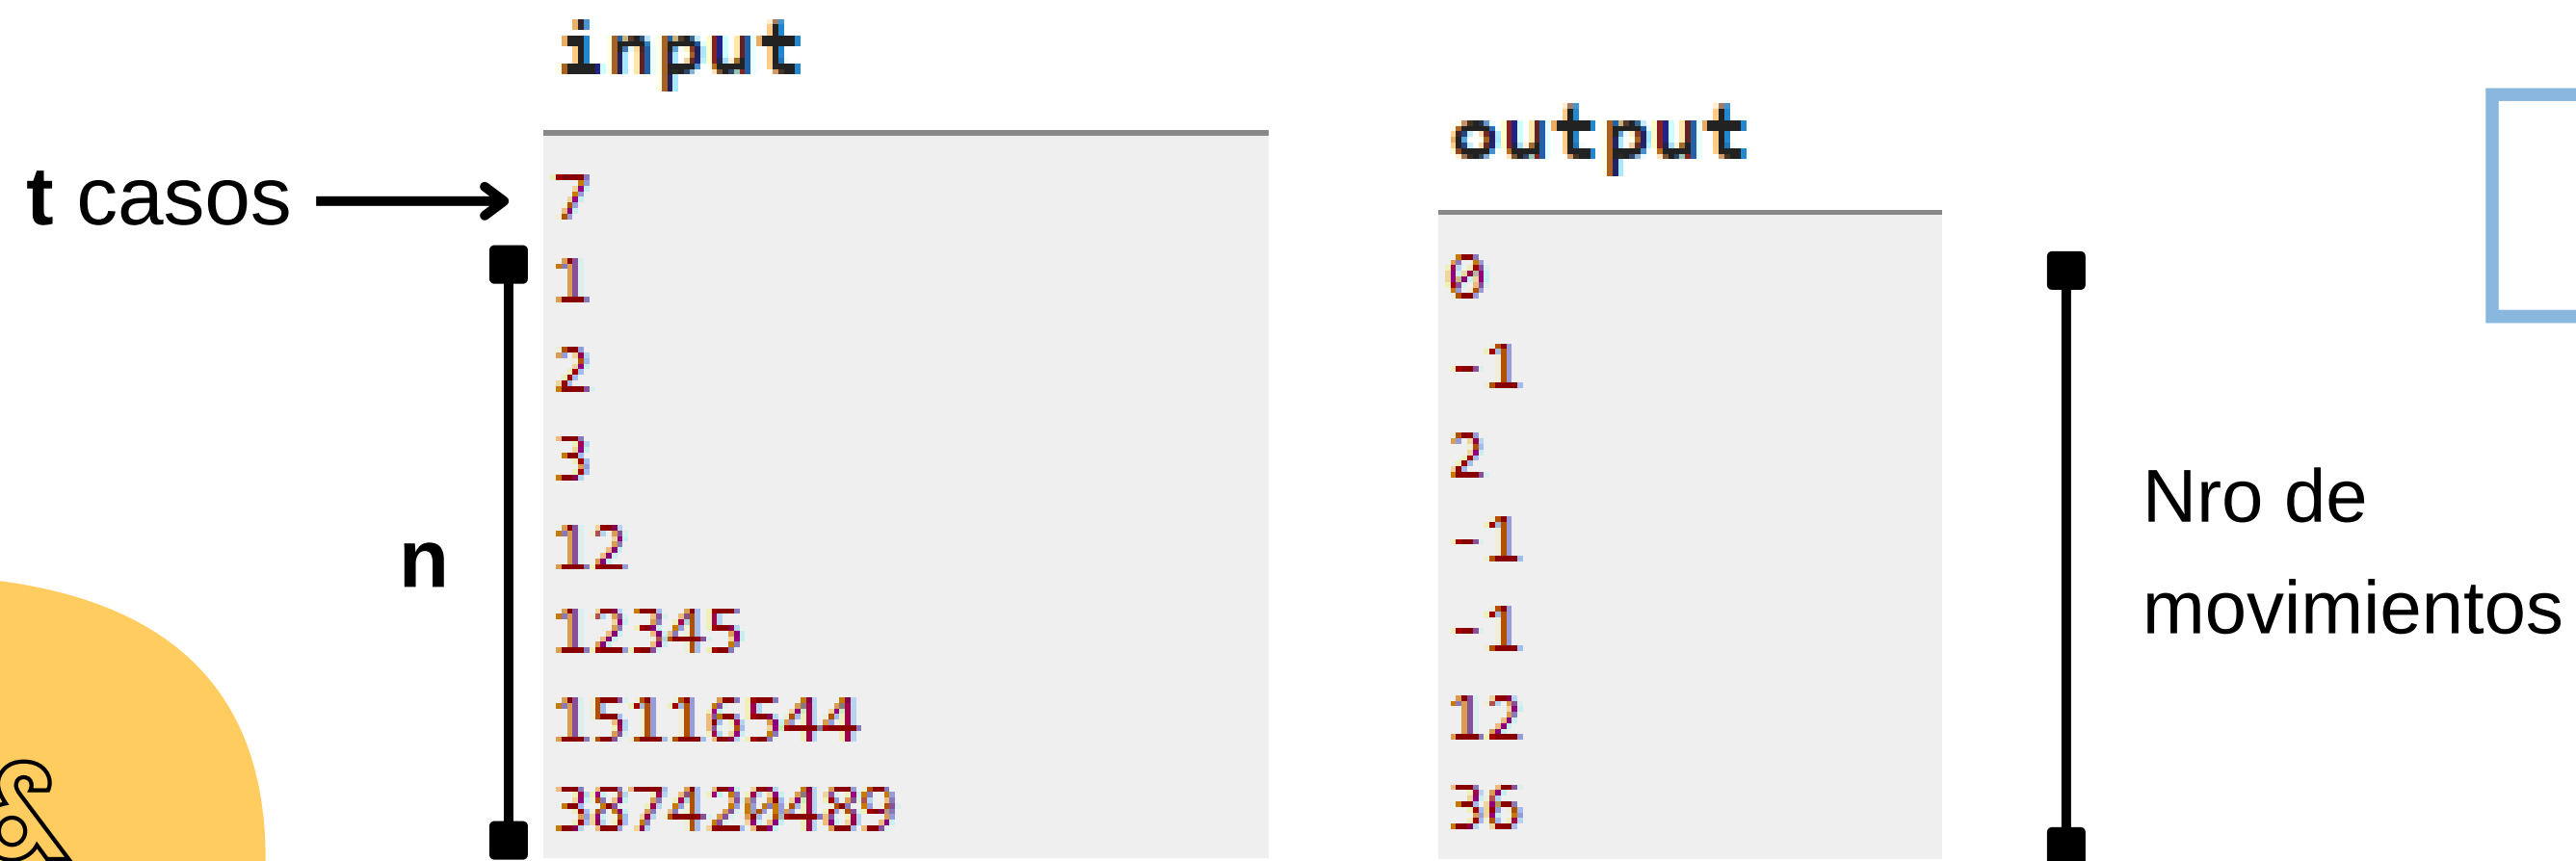 input
output
t casos
7
1
2
3
12
12345
15116544
387420489
n
0
-1
2
-1
-1
12
36
Nro de
movimientos